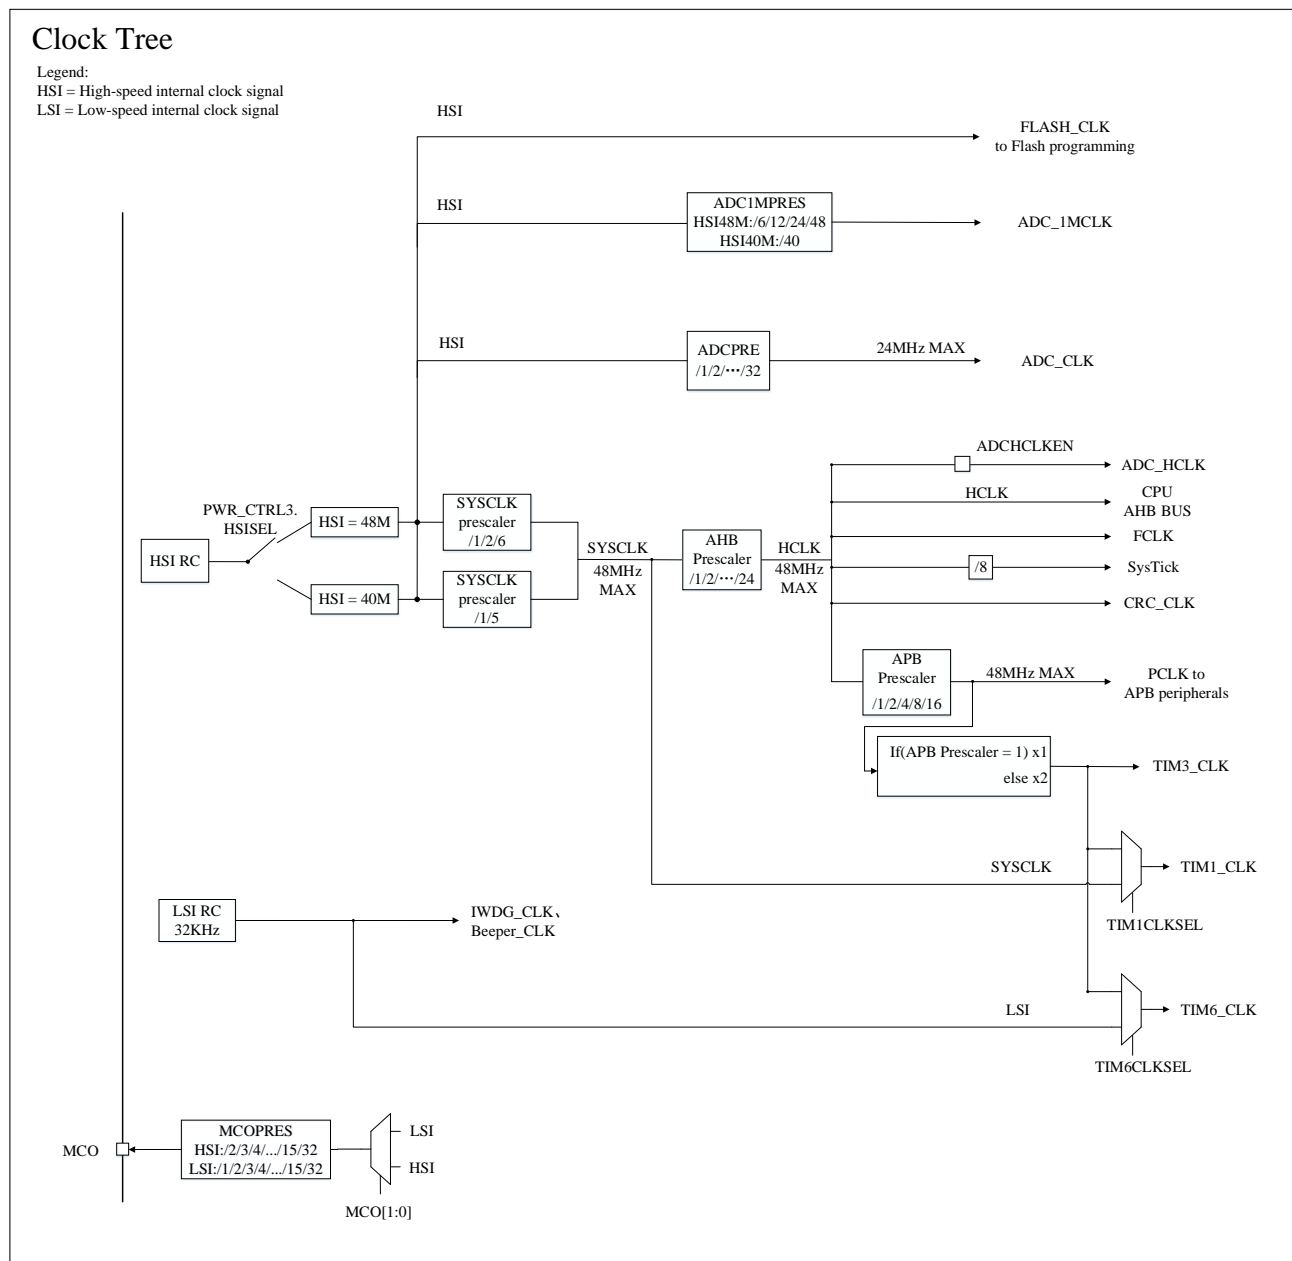 Clock Tree
Legend:
HSI = High-speed internal clock signal
LSI = Low-speed internal clock signal
HSI
FLASH_CLK
to Flash programming
HSI
ADC1MPRES
HSI48M:/6/12/24/48
HSI40M:/40
ADC_1MCLK
HSI
ADCPRE
/1/2/···/32
24MHz MAX
ADC_CLK
ADCHCLKEN
ADC_HCLK
HCLK
CPU
AHB BUS
FCLK
/8
SysTick
CRC_CLK
PWR_CTRL3.
HSISEL
HSI RC
HSI = 48M
HSI = 40M
SYSCLK
prescaler
/1/2/6
SYSCLK
prescaler
/1/5
SYSCLK
48MHz
MAX
AHB
Prescaler
/1/2/···/24
HCLK
48MHz
MAX
APB
Prescaler
/1/2/4/8/16
48MHz MAX
PCLK to
APB peripherals
If(APB Prescaler = 1) x1
else x2
TIM3_CLK
SYSCLK
TIM1_CLK
TIM1CLKSEL
LSI RC
32KHz
IWDG_CLK、
Beeper_CLK
LSI
TIM6_CLK
TIM6CLKSEL
MCO
MCOPRES
HSI:/2/3/4/.../15/32
LSI:/1/2/3/4/.../15/32
LSI
HSI
MCO[1:0]